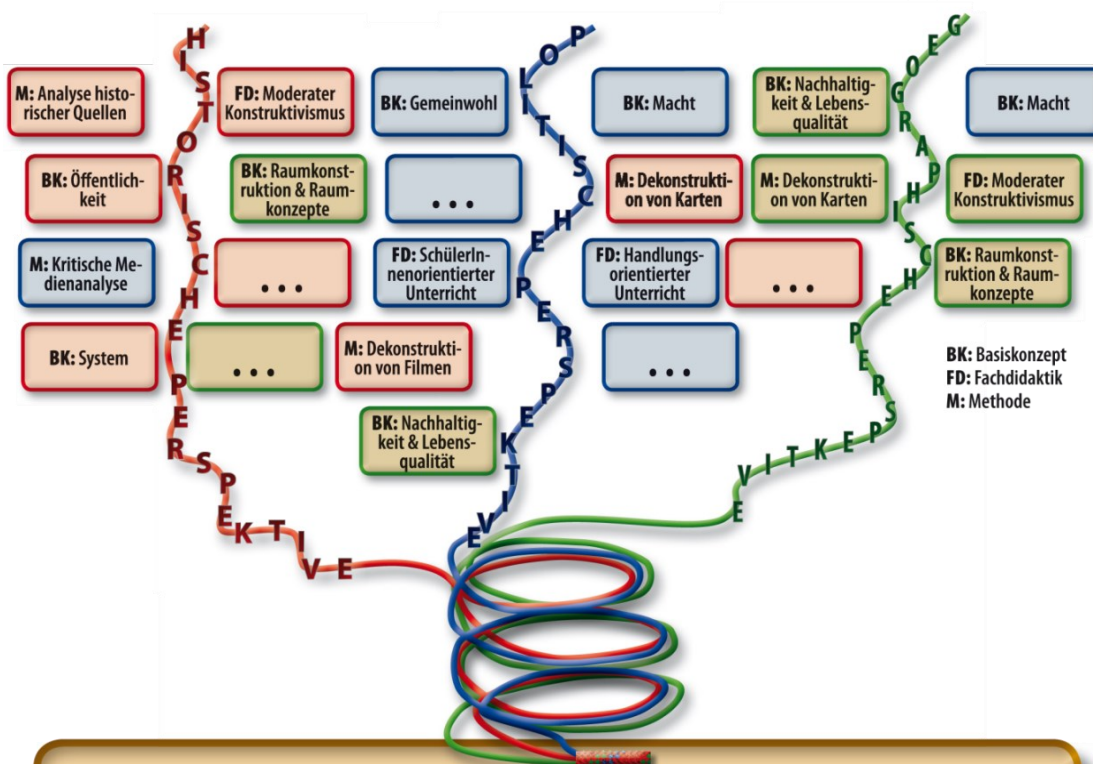 HISTORISCHE PERSPEKTIVE
POLITISCHE PERSPEKTIVE
GEOGRAPHISCHE PERSPEKTIVE
M: Analyse histo-
rischer Quellen
FD: Moderater
Konstruktivismus
BK: Gemeinwohl
BK: Macht
BK: Nachhaltig-
keit & Lebens-
qualität
BK: Macht
BK: Öffentlich-
keit
BK: Raumkonst-
ruktion & Raum-
konzepte
...
M: Dekonstrukti-
on von Karten
M: Dekonstrukti-
on von Karten
FD: Moderater
Konstruktivismus
M: Kritische Me-
dienanalyse
...
FD: SchülerIn-
nenorientierter
Unterricht
FD: Handlungs-
orientierter
Unterricht
...
BK: Raumkonst-
ruktion & Raum-
konzepte
BK: System
...
M: Dekonstrukti-
on von Filmen
...
BK: Basiskonzept
FD: Fachdidaktik
M: Methode
BK: Nachhaltig-
keit & Lebens-
qualität